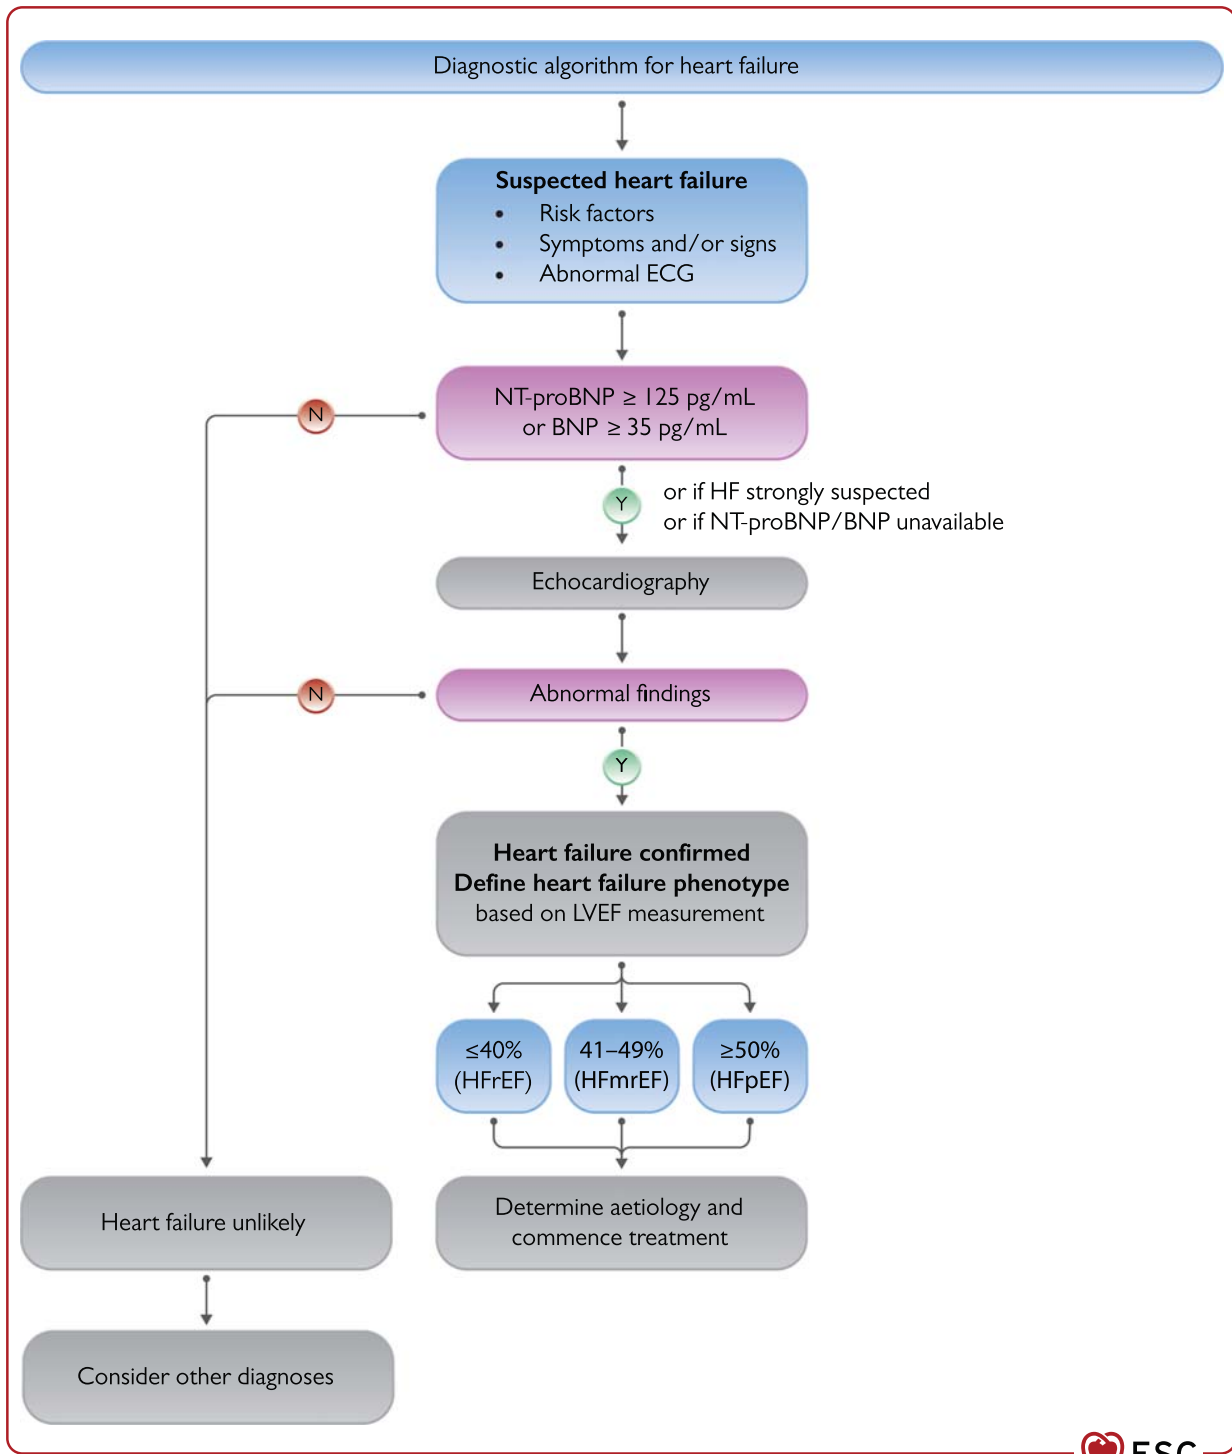 Diagnostic algorithm for heart failure
Suspected heart failure
• Risk factors
• Symptoms and/or signs
• Abnormal ECG
NT-proBNP ≥ 125 pg/mL
or BNP ≥ 35 pg/mL
N
Y
or if HF strongly suspected
or if NT-proBNP/BNP unavailable
Echocardiography
Abnormal findings
N
Y
Heart failure confirmed
Define heart failure phenotype
based on LVEF measurement
≤40%
(HFrEF)
41–49%
(HFmrEF)
≥50%
(HFpEF)
Determine aetiology and
commence treatment
Heart failure unlikely
Consider other diagnoses
ESC